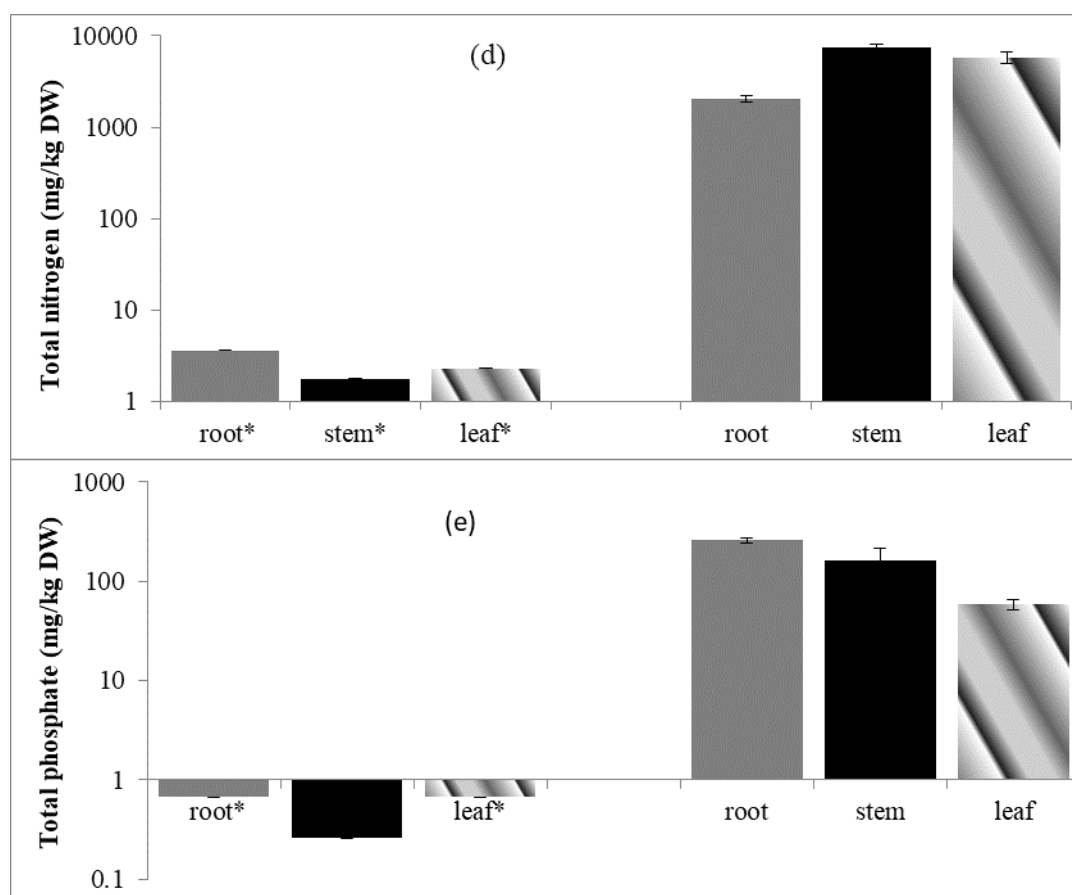 Total nitrogen (mg/kg DW)
10000
1000
100
10
1
(d)
root* stem* leaf* root stem leaf
Total phosphate (mg/kg DW)
1000
100
10
1
0.1
(e)
root* leaf* root stem leaf